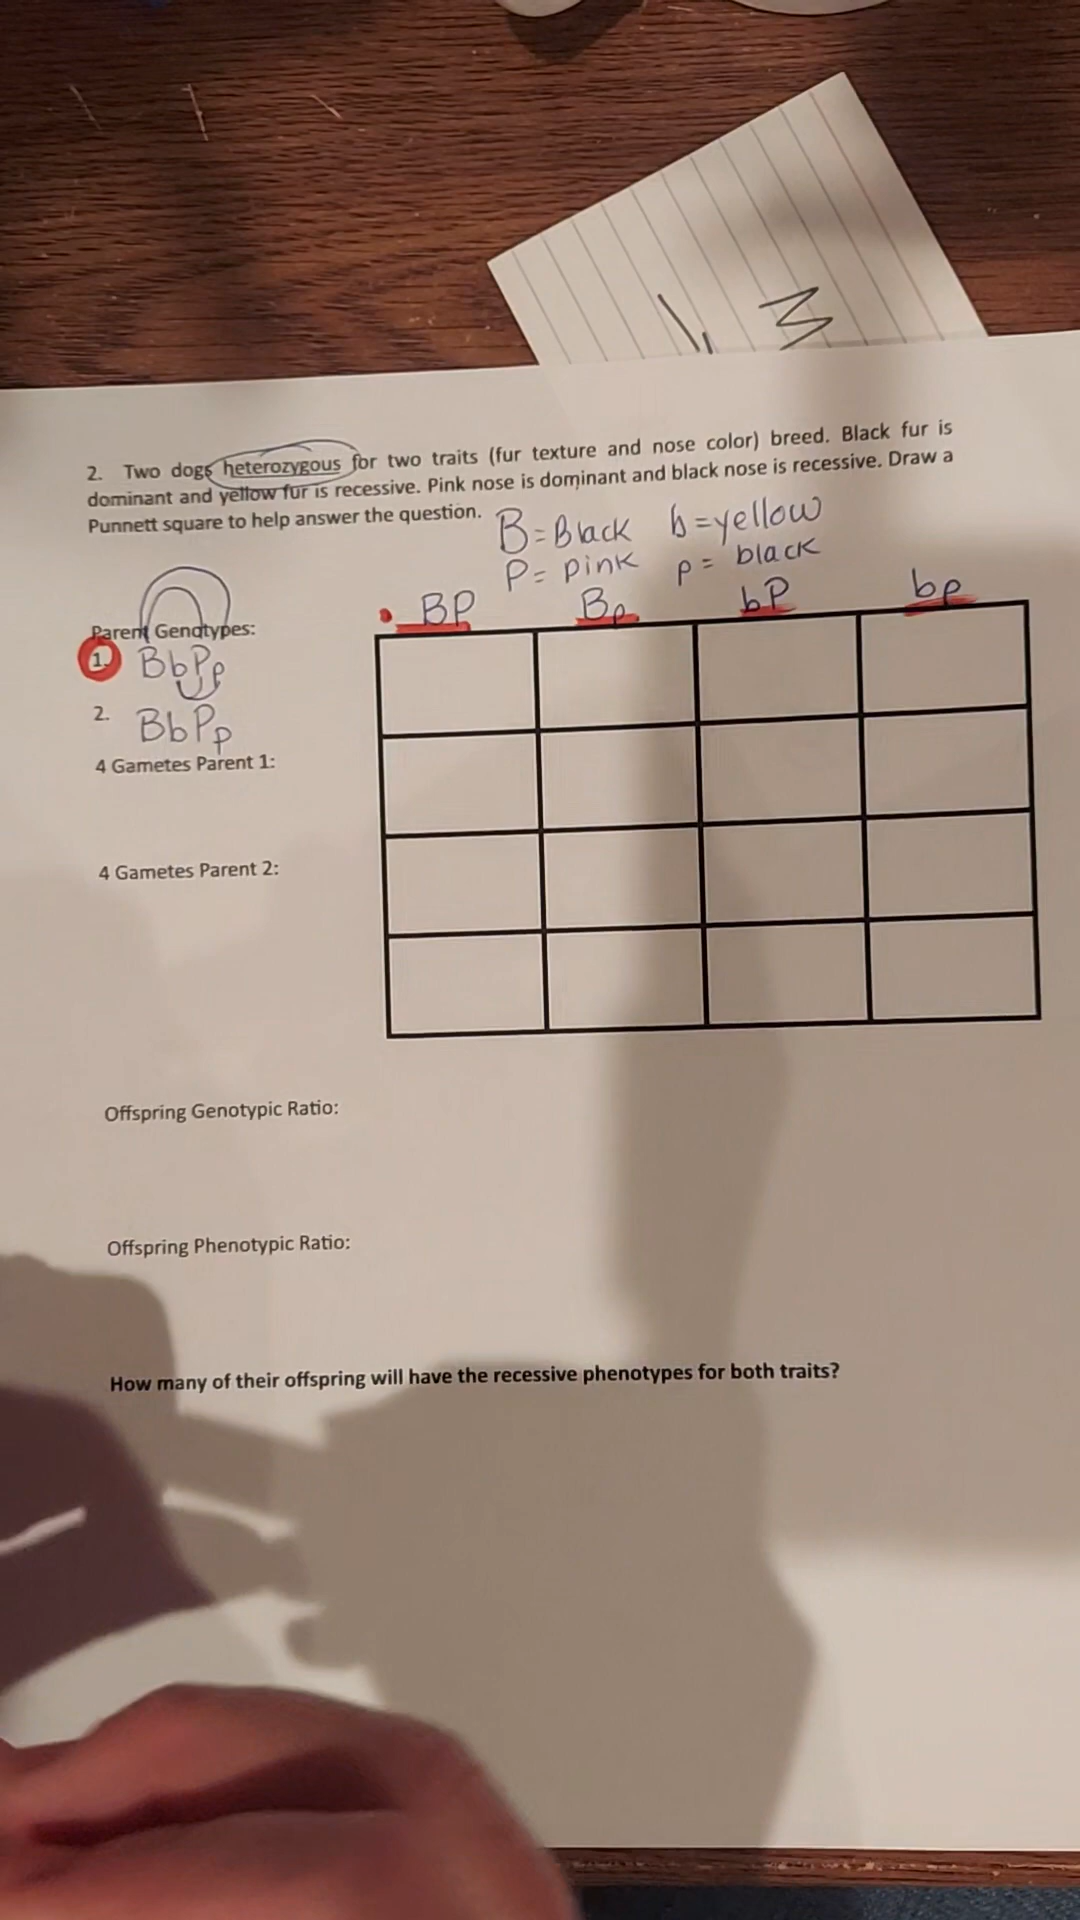 2. Two dogs heterozygous for two traits (fur texture and nose color) breed. Black fur is
dominant and yellow fur is recessive. Pink nose is dominant and black nose is recessive. Draw a
Punnett square to help answer the question.
B=Black b=yellow
P= pink p= black
BP Bp bP bp
Parent Genotypes:
1. BbPp
2. BbPp
4 Gametes Parent 1:
4 Gametes Parent 2:
Offspring Genotypic Ratio:
Offspring Phenotypic Ratio:
How many of their offspring will have the recessive phenotypes for both traits?